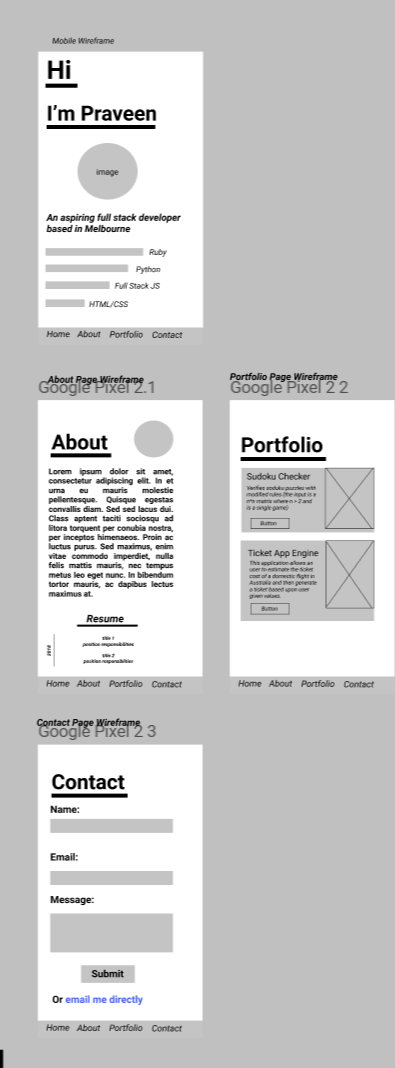 Mobile Wireframe
Hi
I'm Praveen
image
An aspiring full stack developer
based in Melbourne
Ruby
Python
Full Stack JS
HTML/CSS
Home About Portfolio Contact
About Page Wireframe
Google Pixel 2.1
About
Lorem ipsum dolor sit amet,
consectetur adipiscing elit. In et
urna eu mauris molestie
pellentesque. Quisque egestas
convallis diam. Sed sed lacus dui.
Class aptent taciti sociosqu ad
litora torquent per conubia nostra,
per inceptos himenaeos. Proin ac
luctus purus. Sed maximus, enim
vitae commodo imperdiet, nulla
felis mattis mauris, nec tempus
metus leo eget nunc. In bibendum
tortor mauris, ac dapibus lectus
maximus at.
Resume
2018
title 1
position responsibilities
title 2
position responsibilities
Home About Portfolio Contact
Portfolio Page Wireframe
Google Pixel 2 2
Portfolio
Sudoku Checker
Verifies soduku puzzles with
modified rules (the input is a
n*n matrix where n > 2 and
is a single game)
Button
Ticket App Engine
This application allows an
user to estimate the ticket
cost of a domestic flight in
Australia and then generate
a ticket based upon user
given values.
Button
Home About Portfolio Contact
Contact Page Wireframe
Google Pixel 2 3
Contact
Name:
Email:
Message:
Submit
Or email me directly
Home About Portfolio Contact